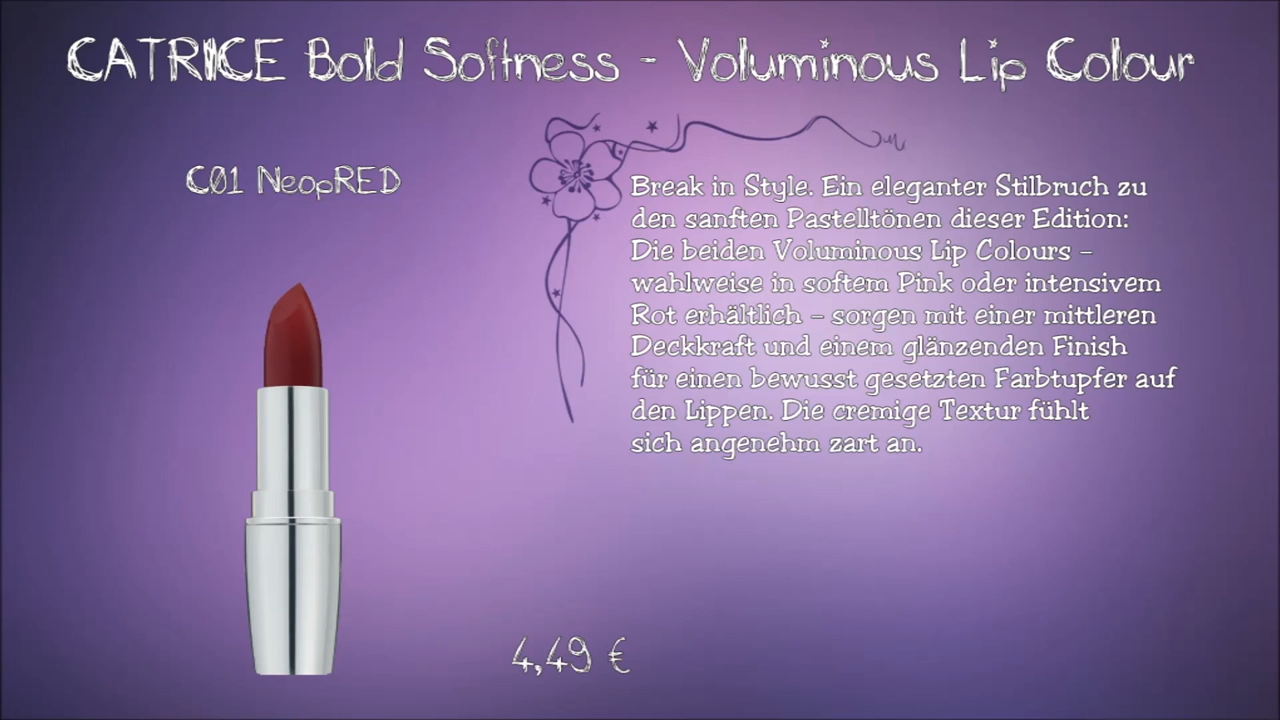 CATRICE Bold Softness - Voluminous Lip Colour
C01 NeopRED
Break in Style. Ein eleganter Stilbruch zu
den sanften Pastelltönen dieser Edition:
Die beiden Voluminous Lip Colours –
wahlweise in softem Pink oder intensivem
Rot erhältlich – sorgen mit einer mittleren
Deckkraft und einem glänzenden Finish
für einen bewusst gesetzten Farbtupfer auf
den Lippen. Die cremige Textur fühlt
sich angenehm zart an.
4,49 €